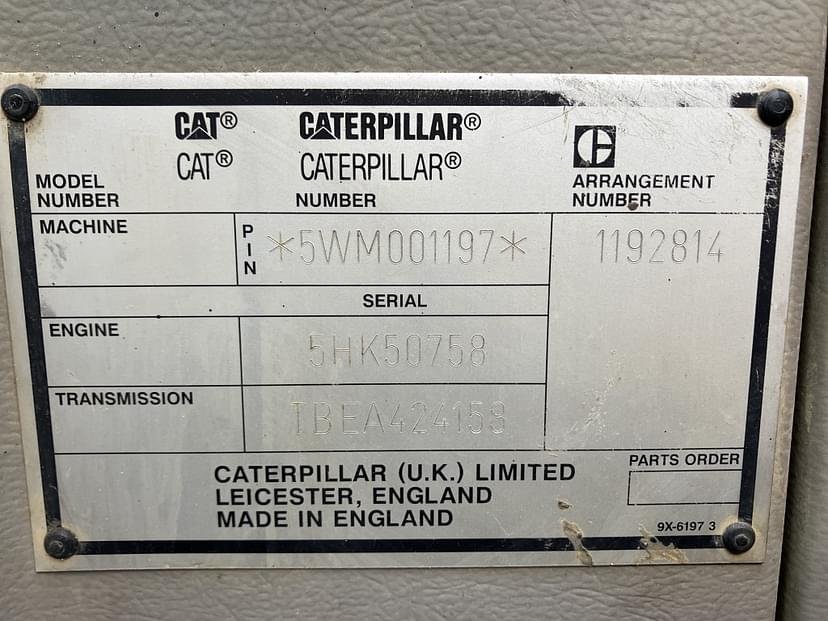 CAT® CATERPILLAR®
CAT® CATERPILLAR®
MODEL NUMBER
NUMBER
ARRANGEMENT NUMBER
MACHINE
PIN
*5WM001197*
1192814
SERIAL
ENGINE
5HK50758
TRANSMISSION
TBEA424158
CATERPILLAR (U.K.) LIMITED
LEICESTER, ENGLAND
MADE IN ENGLAND
PARTS ORDER
9X-6197 3